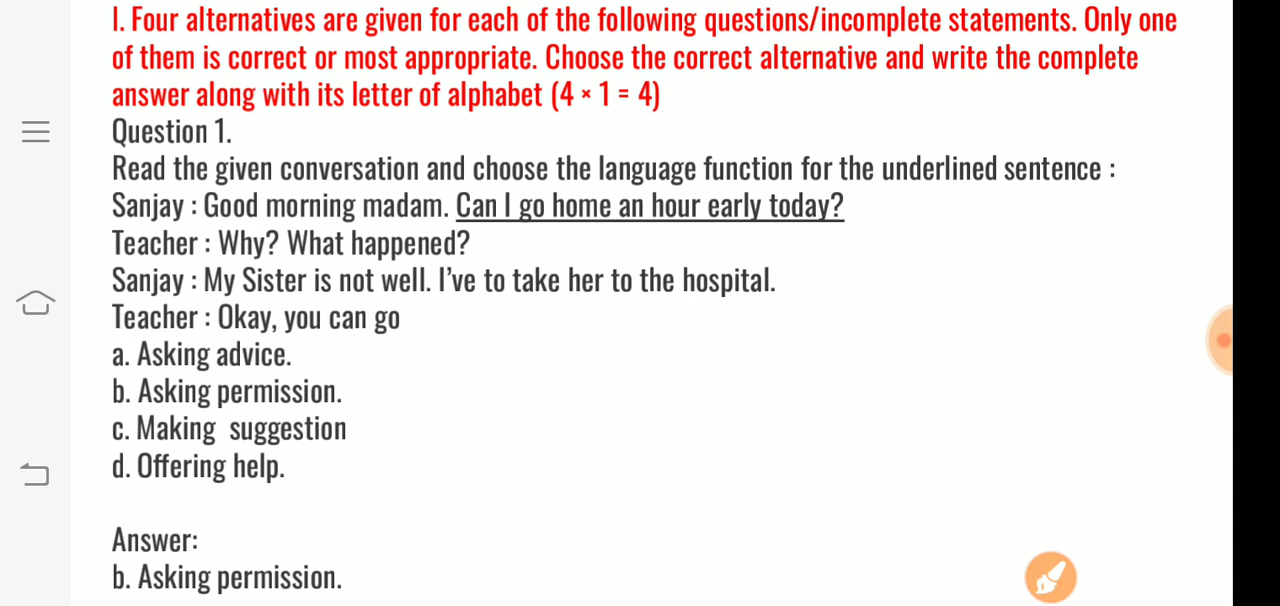 I. Four alternatives are given for each of the following questions/incomplete statements. Only one
of them is correct or most appropriate. Choose the correct alternative and write the complete
answer along with its letter of alphabet (4 × 1 = 4)
Question 1.
Read the given conversation and choose the language function for the underlined sentence :
Sanjay : Good morning madam. Can I go home an hour early today?
Teacher : Why? What happened?
Sanjay : My Sister is not well. I've to take her to the hospital.
Teacher : Okay, you can go
a. Asking advice.
b. Asking permission.
c. Making suggestion
d. Offering help.
Answer:
b. Asking permission.